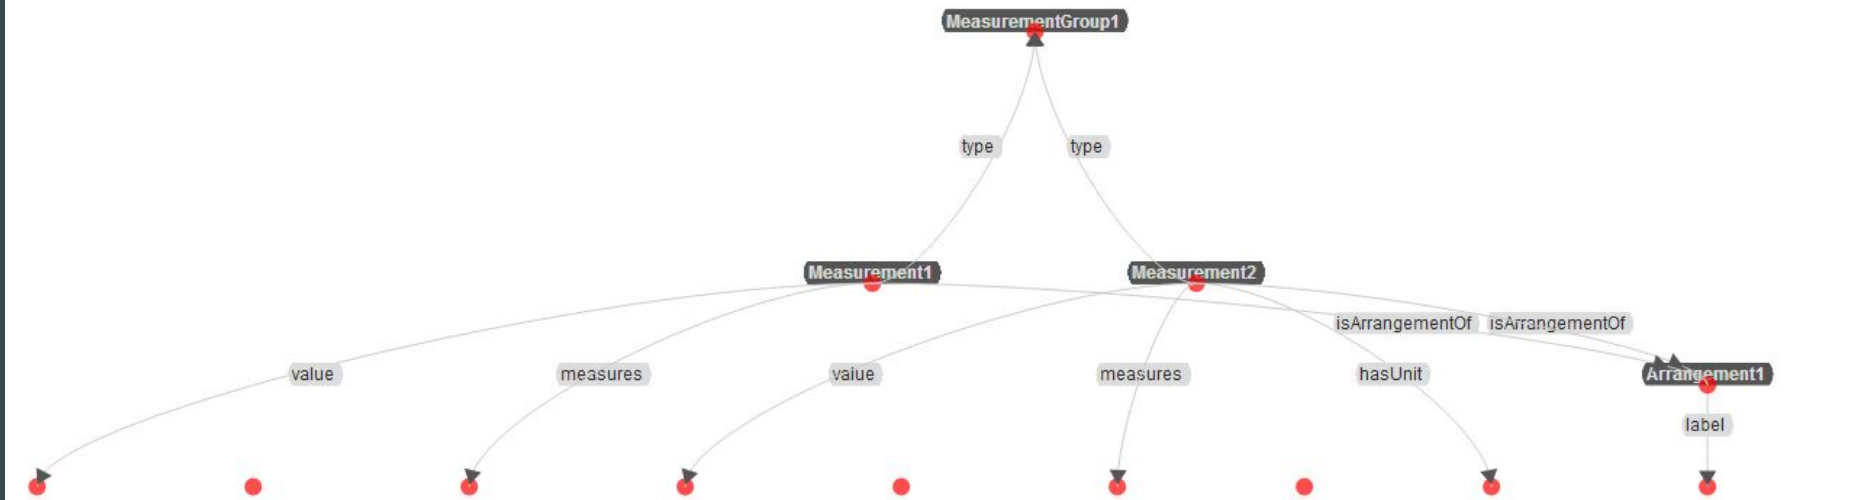 MeasurementGroup1
type type
Measurement1 Measurement2
isArrangementOf isArrangementOf
value measures value measures hasUnit Arrangement1
label